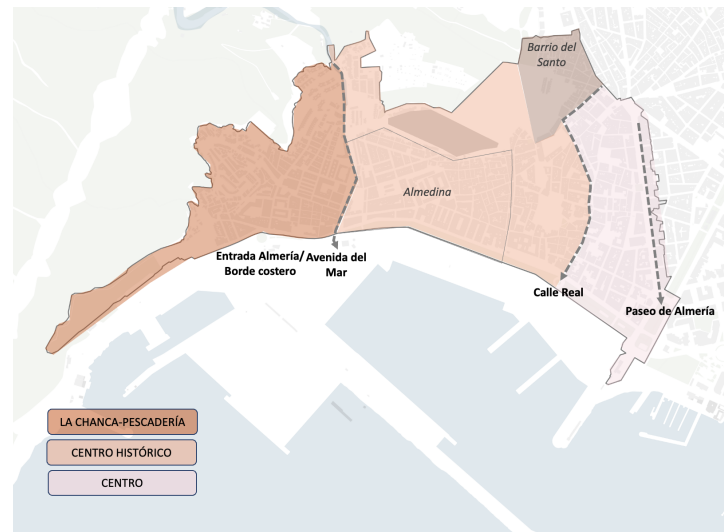 Barrio del
Santo
Almedina
Entrada Almería/
Borde costero
Avenida del
Mar
Calle Real
Paseo de Almería
LA CHANCA-PESCADERÍA
CENTRO HISTÓRICO
CENTRO